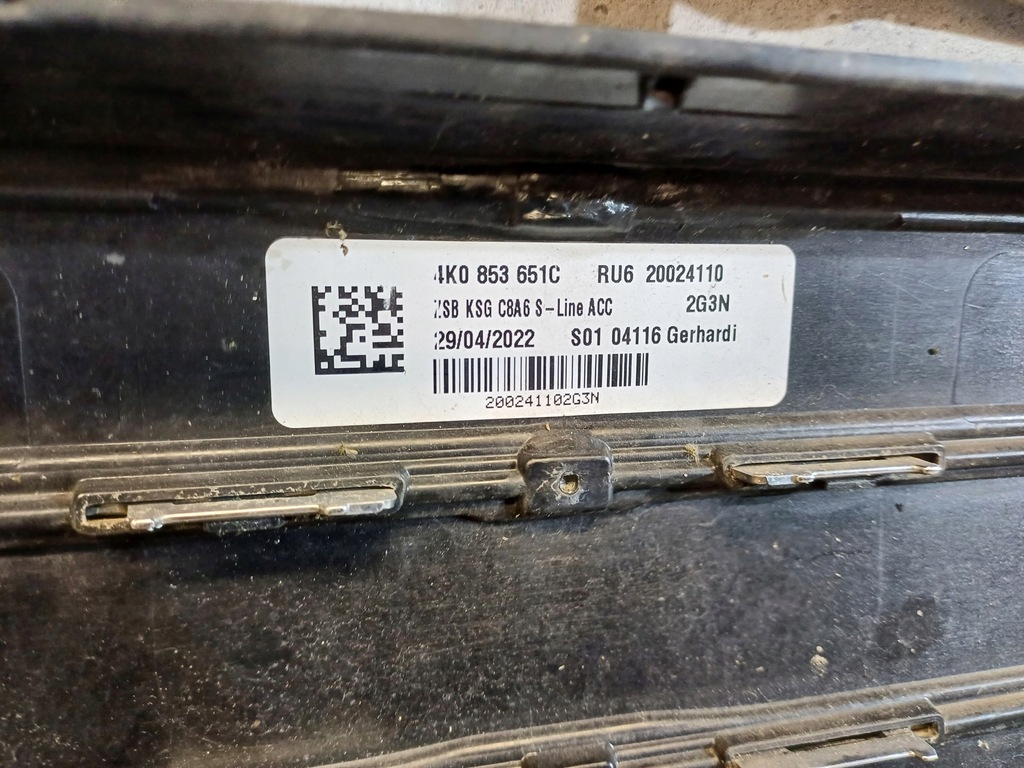 4K0 853 651C RU6 20024110
ZSB KSG C8A6 S-Line ACC 2G3N
29/04/2022 S01 04116 Gerhardi
200241102G3N